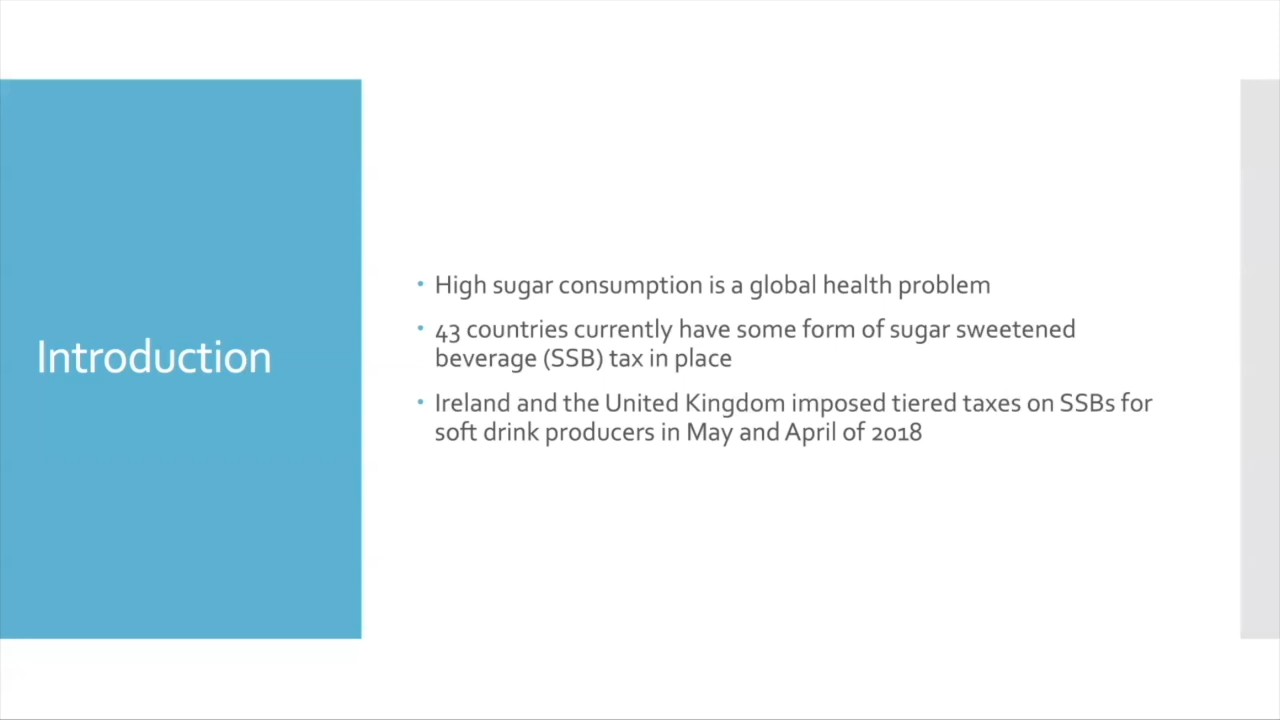 Introduction
• High sugar consumption is a global health problem
• 43 countries currently have some form of sugar sweetened
beverage (SSB) tax in place
• Ireland and the United Kingdom imposed tiered taxes on SSBs for
soft drink producers in May and April of 2018